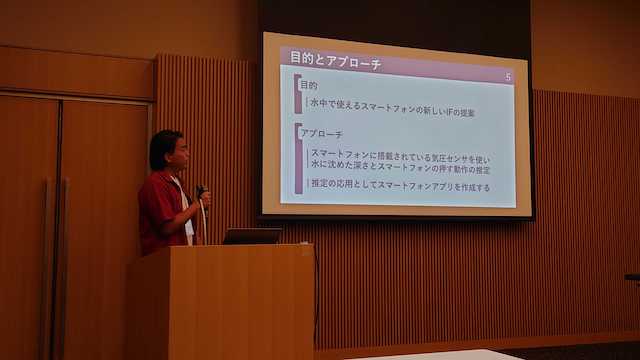 目的とアプローチ
5
目的
水中で使えるスマートフォンの新しいIFの提案
アプローチ
スマートフォンに搭載されている気圧センサを使い
水に沈めた深さとスマートフォンの押す動作の推定
推定の応用としてスマートフォンアプリを作成する